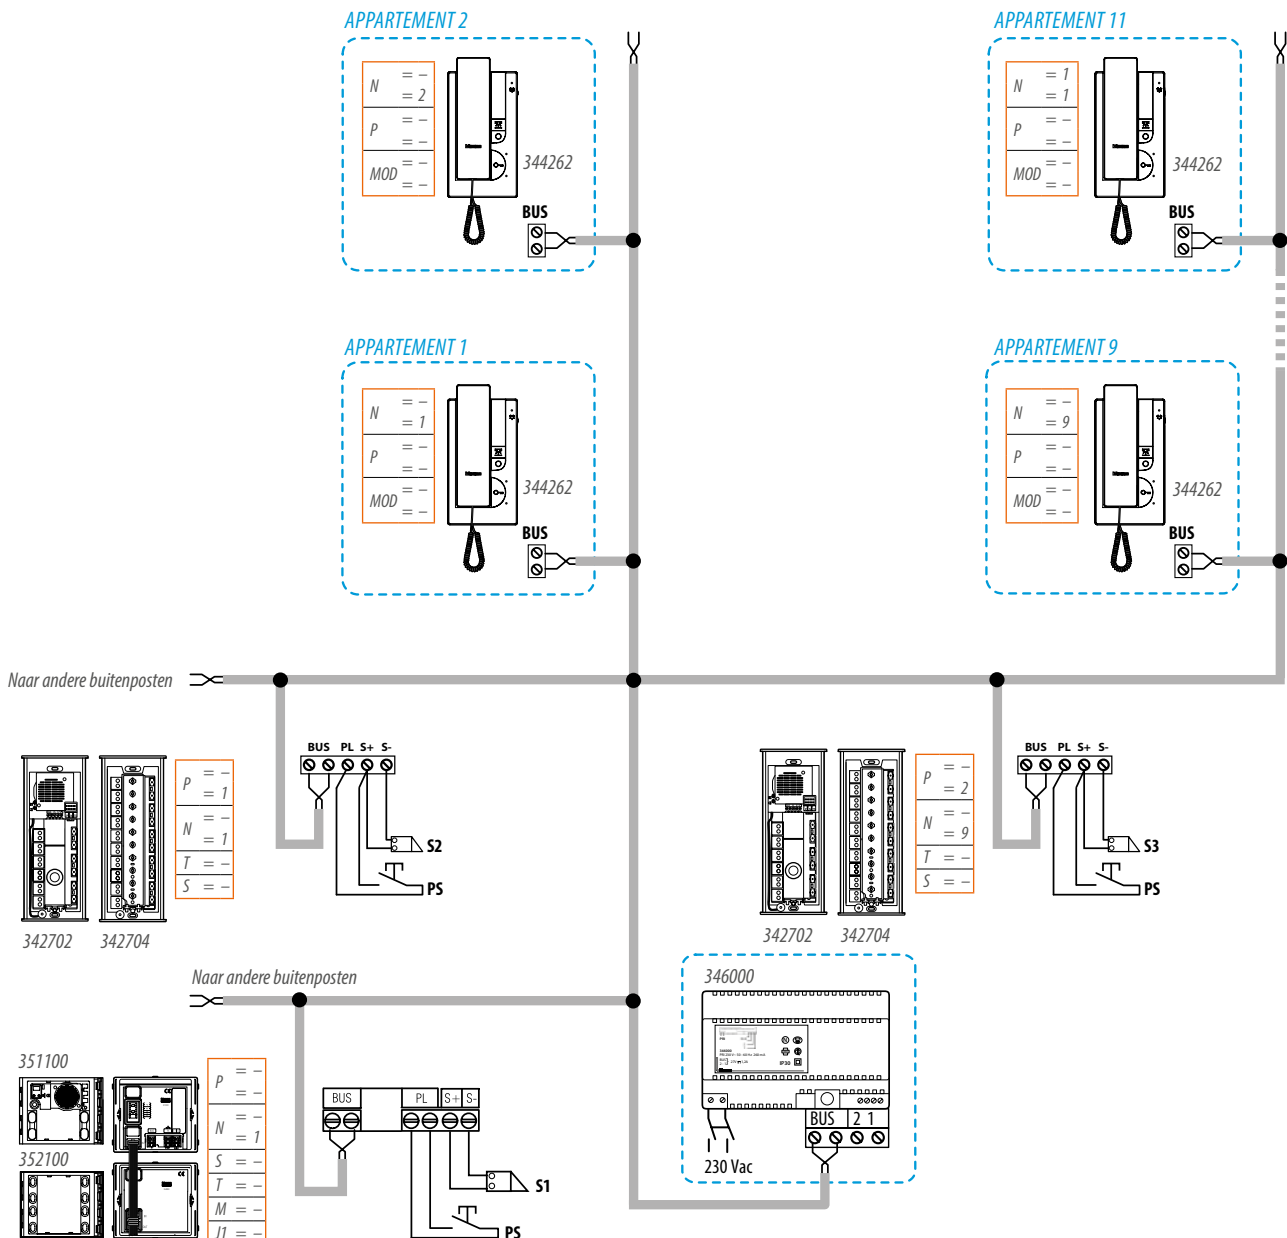 APPARTEMENT 2
N = –
= 2
P = –
= –
MOD = –
= –
344262
BUS
APPARTEMENT 11
N = 1
= 1
P = –
= –
MOD = –
= –
344262
BUS
APPARTEMENT 1
N = –
= 1
P = –
= –
MOD = –
= –
344262
BUS
APPARTEMENT 9
N = –
= 9
P = –
= –
MOD = –
= –
344262
BUS
Naar andere buitenposten
BUS PL S+ S-
P = –
= 1
N = –
= 1
T = –
S = –
S2
PS
342702 342704
BUS PL S+ S-
P = –
= 2
N = –
= 9
T = –
S = –
S3
PS
342702 342704
Naar andere buitenposten
346000
346000
IP30
BUS 2 1
230 Vac
351100
352100
P = –
= –
N = –
= 1
S = –
T = –
M = –
J1 = –
BUS PL S+ S-
S1
PS